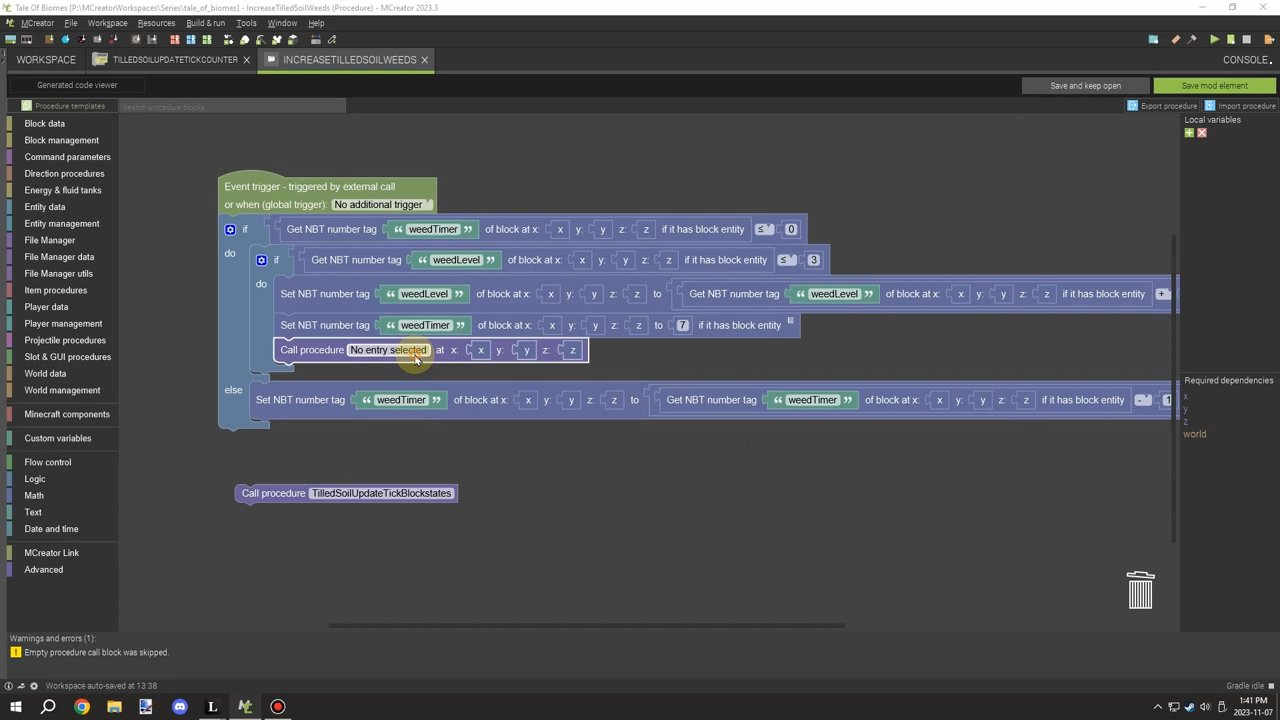 Tale Of Biomes [P:\MCreatorWorkspaces\Series\tale_of_biomes] - IncreaseTilledSoilWeeds (Procedure) - MCreator 2023.3
MCreator File Workspace Resources Build & run Tools Window Help
WORKSPACE TILLEDSOILUPDATETICKCOUNTER INCREASETILLEDSOILWEEDS CONSOLE
Generated code viewer Save and keep open Save mod element
Procedure templates Search procedure blocks Export procedure Import procedure
Local variables
Block data
Block management
Command parameters
Direction procedures
Energy & fluid tanks
Entity data
Entity management
File Manager
File Manager data
File Manager utils
Item procedures
Player data
Player management
Projectile procedures
Slot & GUI procedures
World data
World management
Minecraft components
Custom variables
Flow control
Logic
Math
Text
Date and time
MCreator Link
Advanced
Event trigger - triggered by external call
or when (global trigger): No additional trigger
if Get NBT number tag “ weedTimer ” of block at x: x y: y z: z if it has block entity ≤ 0
do if Get NBT number tag “ weedLevel ” of block at x: x y: y z: z if it has block entity ≤ 3
do Set NBT number tag “ weedLevel ” of block at x: x y: y z: z to Get NBT number tag “ weedLevel ” of block at x: x y: y z: z if it has block entity +
Set NBT number tag “ weedTimer ” of block at x: x y: y z: z to 7 if it has block entity
Call procedure No entry selected at x: x y: y z: z
else Set NBT number tag “ weedTimer ” of block at x: x y: y z: z to Get NBT number tag “ weedTimer ” of block at x: x y: y z: z if it has block entity - 1
Call procedure TilledSoilUpdateTickBlockstates
Required dependencies
x
y
z
world
Warnings and errors (1):
Empty procedure call block was skipped.
Workspace auto-saved at 13:38 Gradle idle
1:41 PM
2023-11-07